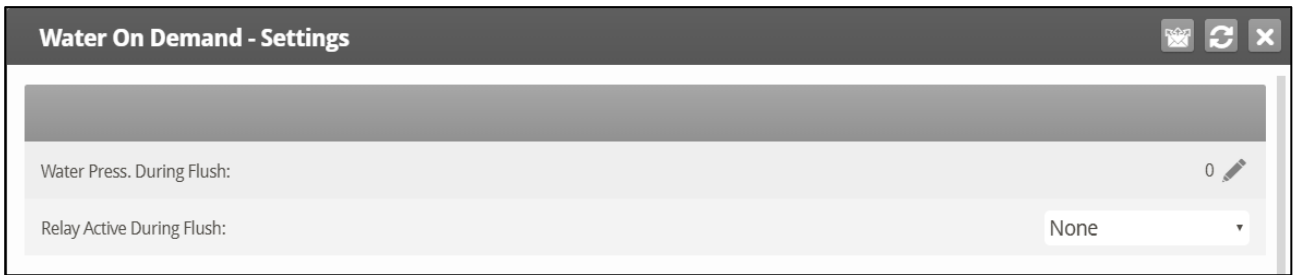 Water On Demand - Settings
Water Press. During Flush: 0
Relay Active During Flush: None